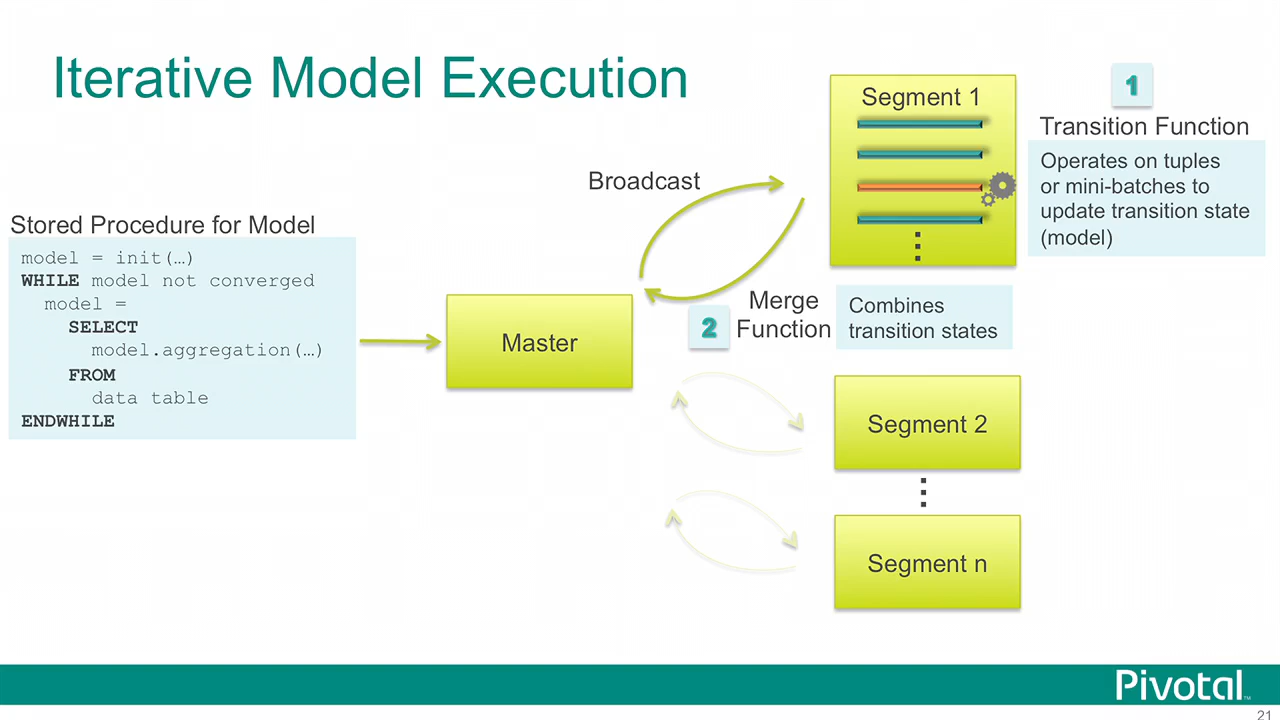 Iterative Model Execution
Stored Procedure for Model
model = init(…)
WHILE model not converged
model =
SELECT
model.aggregation(…)
FROM
data table
ENDWHILE
Master
Broadcast
Segment 1
1
Transition Function
Operates on tuples
or mini-batches to
update transition state
(model)
2
Merge
Function
Combines
transition states
Segment 2
Segment n
Pivotal™
21